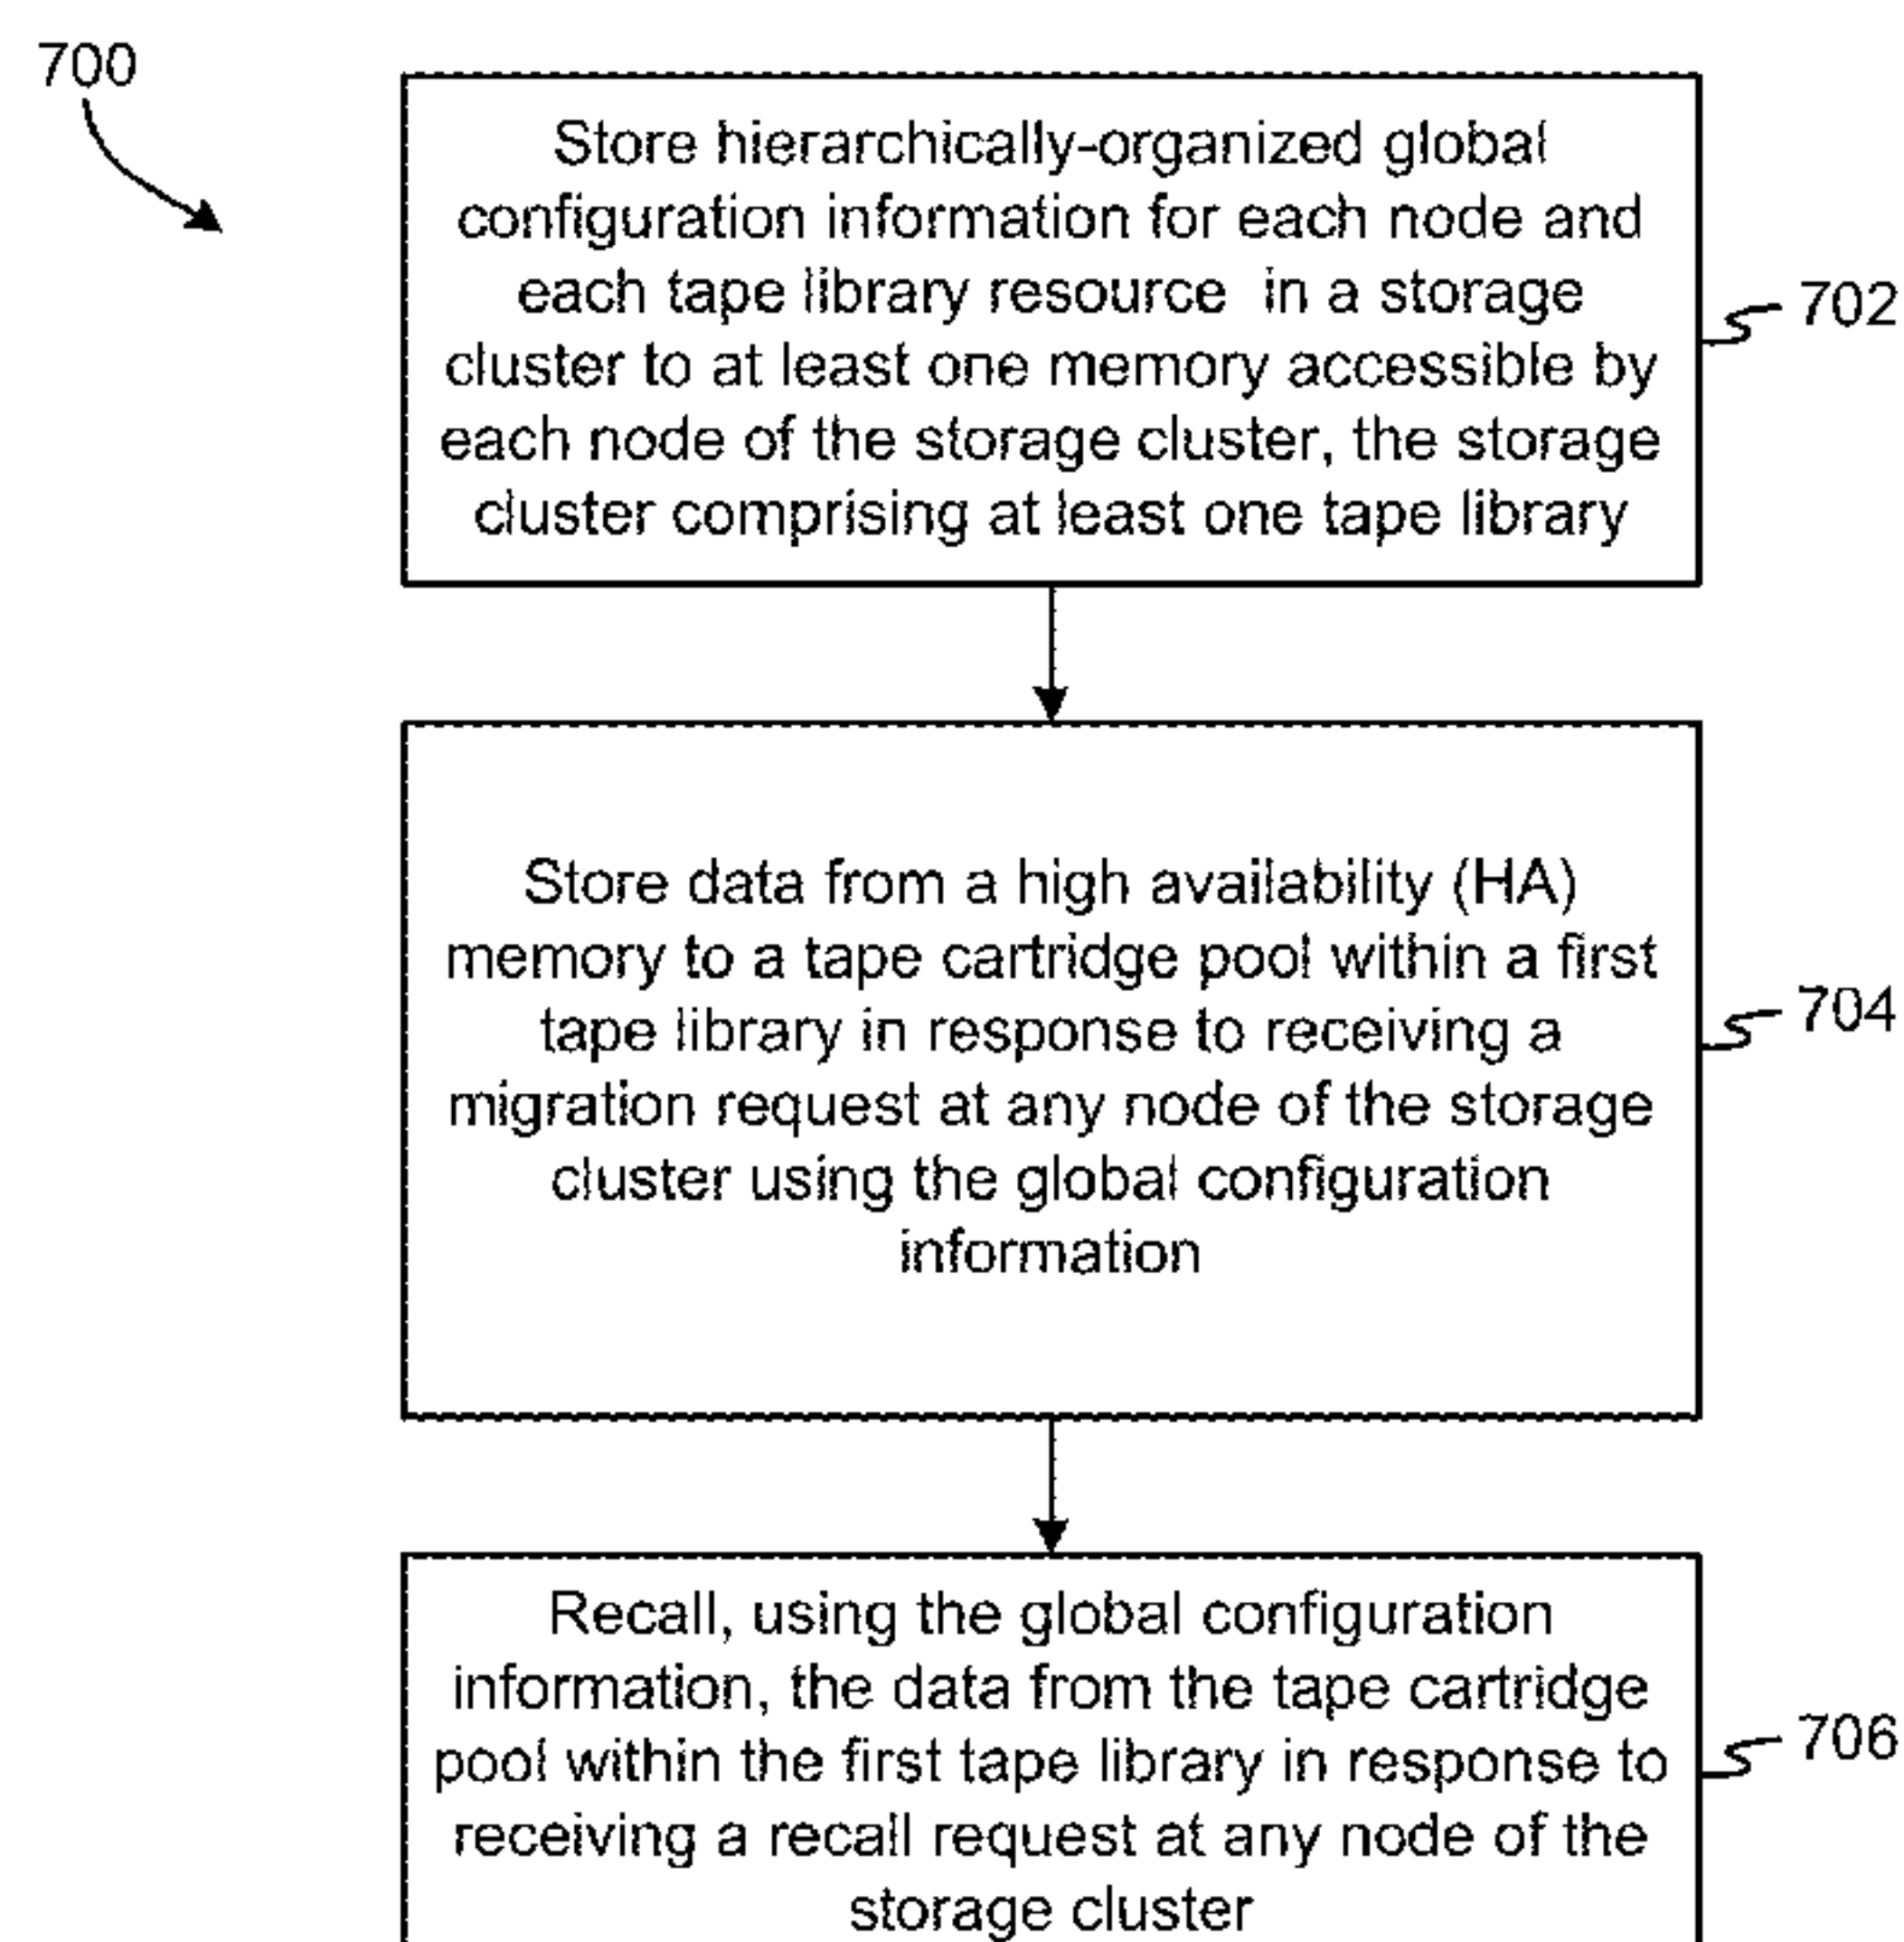 700
Store hierarchically-organized global
configuration information for each node and
each tape library resource in a storage
cluster to at least one memory accessible by
each node of the storage cluster, the storage
cluster comprising at least one tape library
702
Store data from a high availability (HA)
memory to a tape cartridge pool within a first
tape library in response to receiving a
migration request at any node of the storage
cluster using the global configuration
information
704
Recall, using the global configuration
information, the data from the tape cartridge
pool within the first tape library in response to
receiving a recall request at any node of the
storage cluster
706